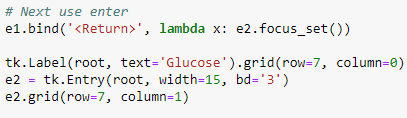 # Next use enter
e1.bind('<Return>', lambda x: e2.focus_set())
tk.Label(root, text='Glucose').grid(row=7, column=0)
e2 = tk.Entry(root, width=15, bd='3')
e2.grid(row=7, column=1)